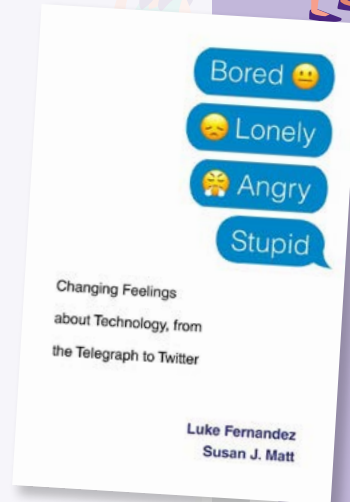 Bored 😐
😞 Lonely
😤 Angry
Stupid
Changing Feelings
about Technology, from
the Telegraph to Twitter
Luke Fernandez
Susan J. Matt